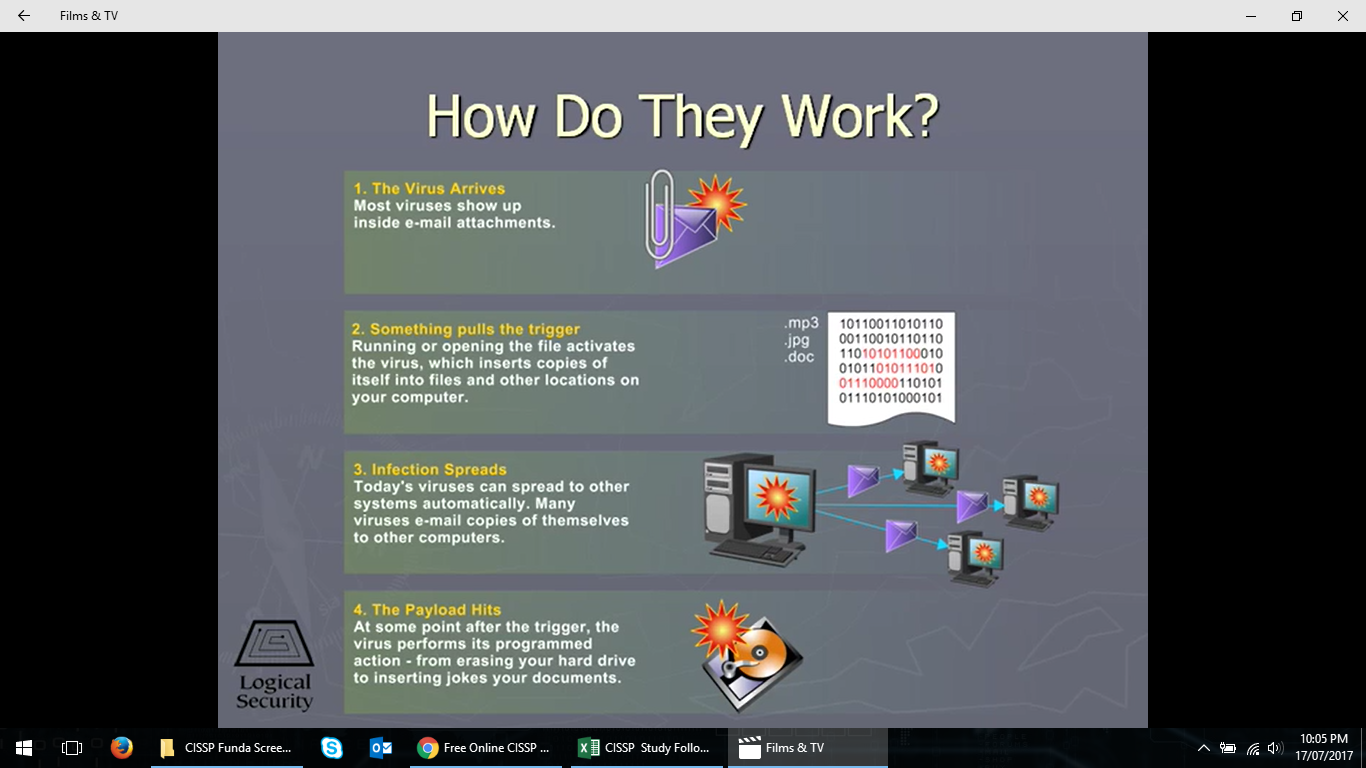 Films & TV
How Do They Work?
1. The Virus Arrives
Most viruses show up
inside e-mail attachments.
2. Something pulls the trigger
Running or opening the file activates
the virus, which inserts copies of
itself into files and other locations on
your computer.
.mp3
.jpg
.doc
10110011010110
00110010110110
11010101100010
01011010111010
01110000110101
01110101000101
3. Infection Spreads
Today's viruses can spread to other
systems automatically. Many
viruses e-mail copies of themselves
to other computers.
4. The Payload Hits
At some point after the trigger, the
virus performs its programmed
action - from erasing your hard drive
to inserting jokes your documents.
Logical
Security
CISSP Funda Scree...
Free Online CISSP ...
CISSP Study Follo...
Films & TV
10:05 PM
17/07/2017